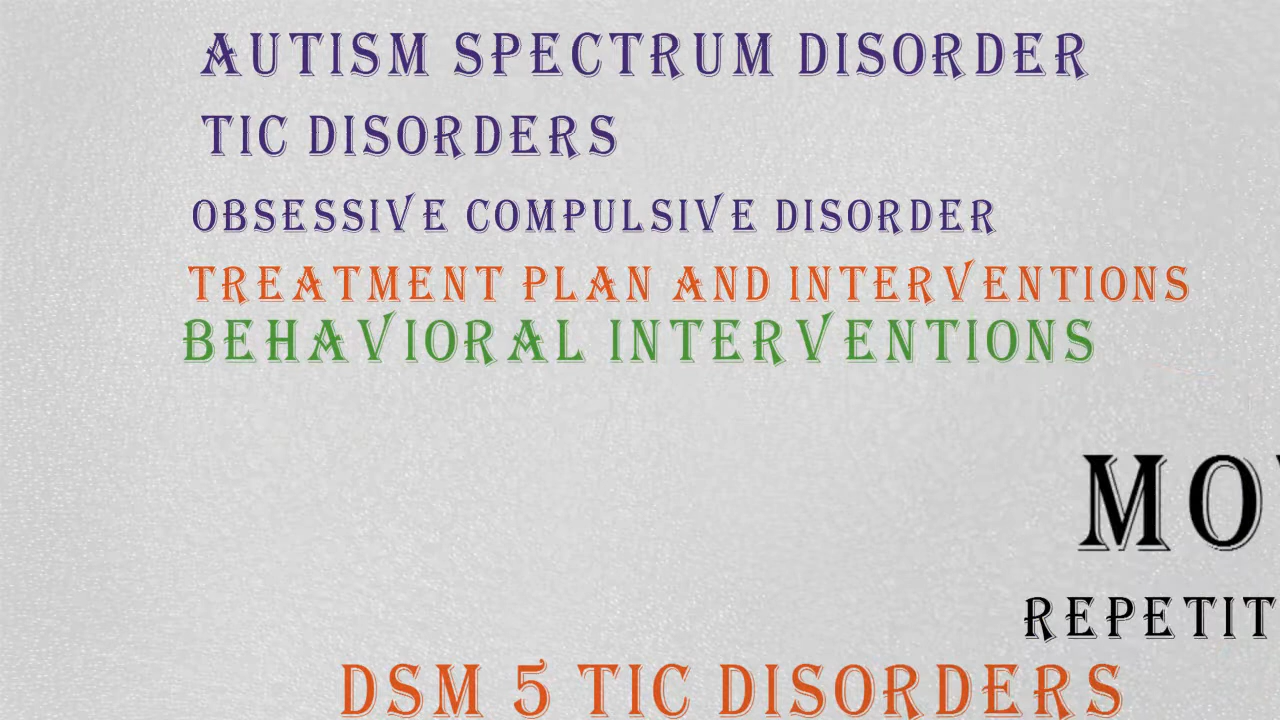 AUTISM SPECTRUM DISORDER
TIC DISORDERS
OBSESSIVE COMPULSIVE DISORDER
TREATMENT PLAN AND INTERVENTIONS
BEHAVIORAL INTERVENTIONS
DSM 5 TIC DISORDERS